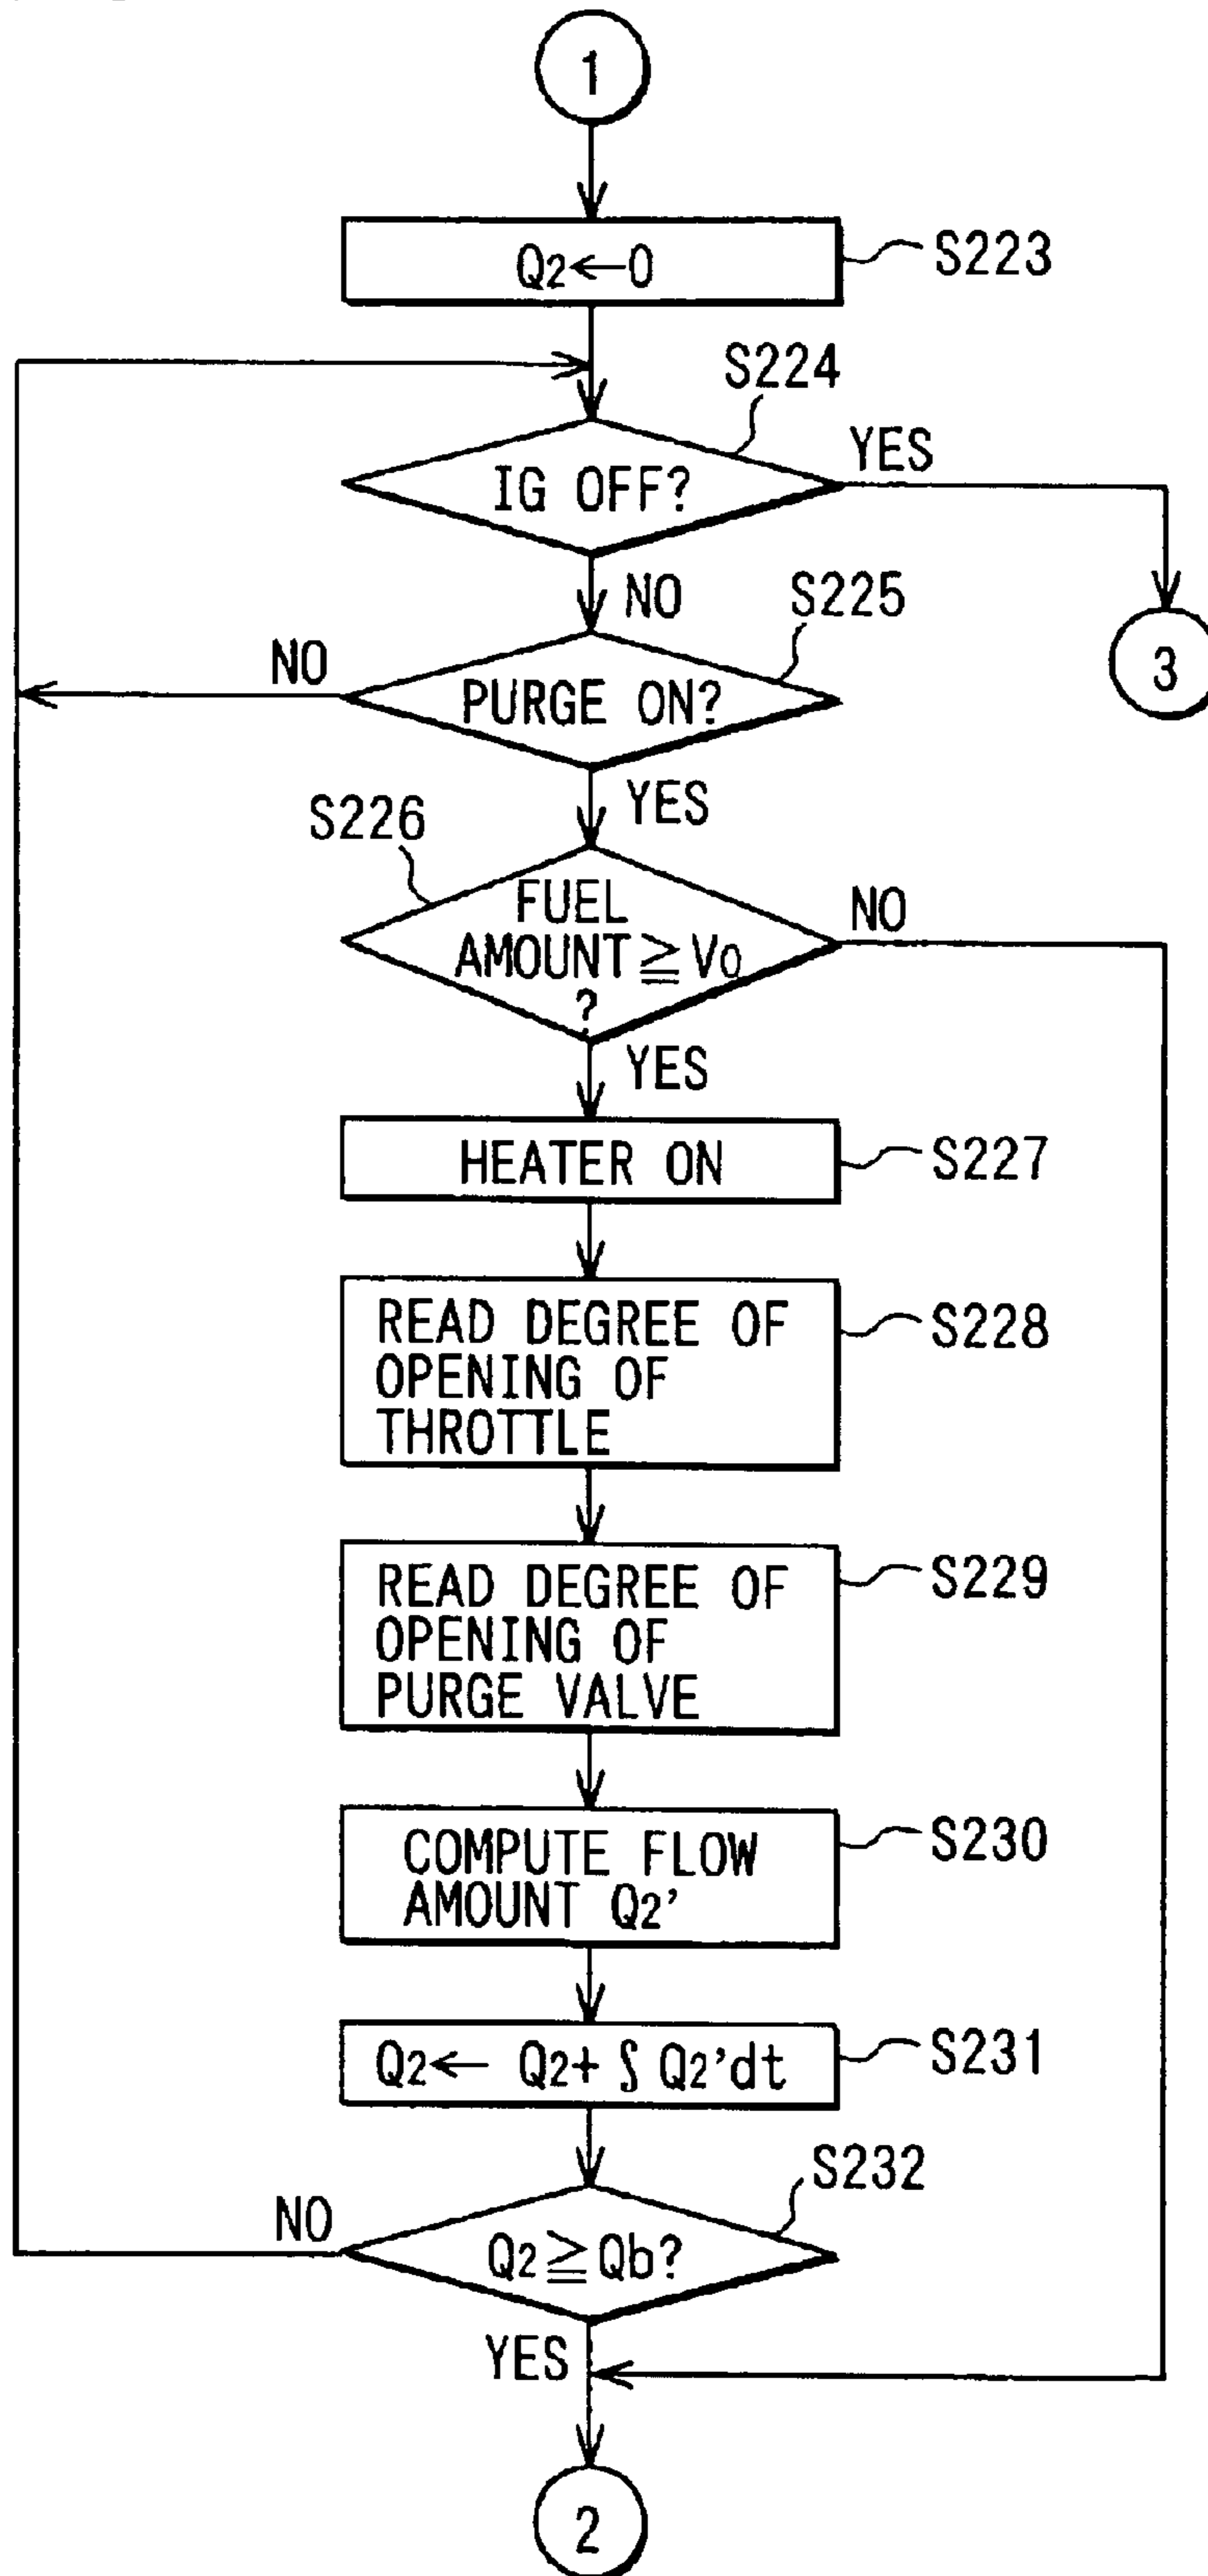 1
Q2←0
S223
S224
IG OFF?
YES
NO
S225
3
NO
PURGE ON?
YES
S226
FUEL
AMOUNT≧V0
?
NO
YES
HEATER ON
S227
READ DEGREE OF
OPENING OF
THROTTLE
S228
READ DEGREE OF
OPENING OF
PURGE VALVE
S229
COMPUTE FLOW
AMOUNT Q2'
S230
Q2← Q2+ ∫ Q2'dt
S231
S232
NO
Q2≧Qb?
YES
2